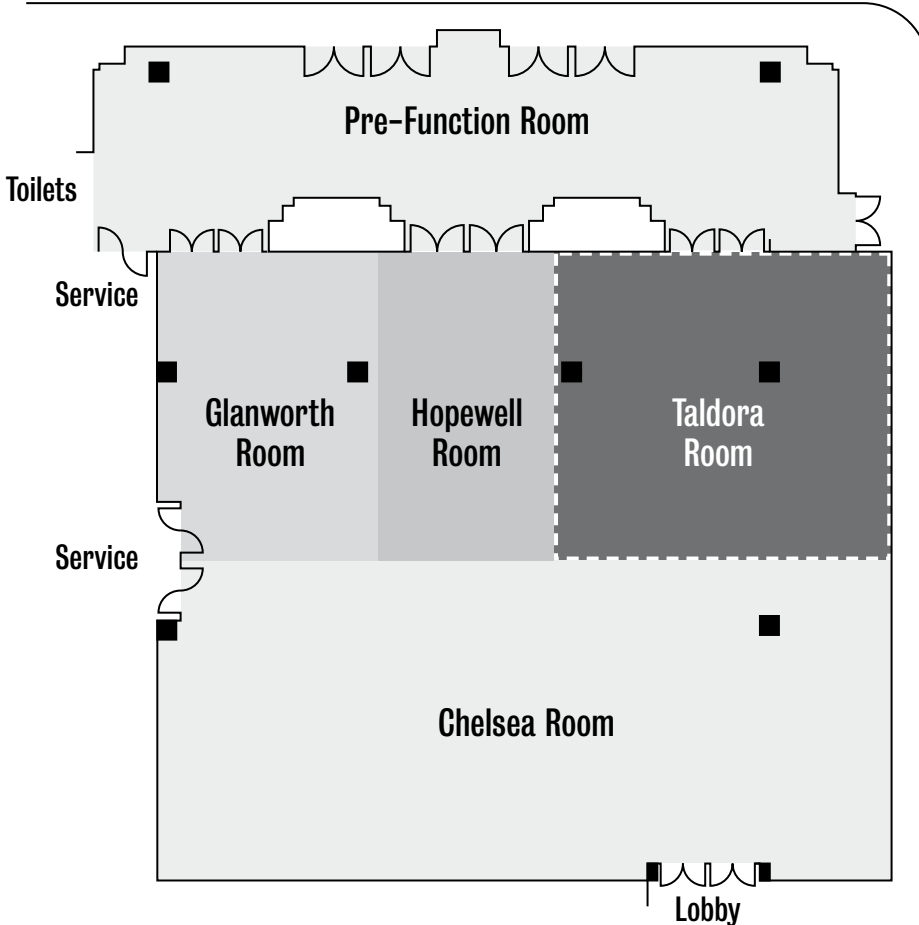 Pre-Function Room
Toilets
Service
Glanworth
Room
Hopewell
Room
Taldora
Room
Service
Chelsea Room
Lobby